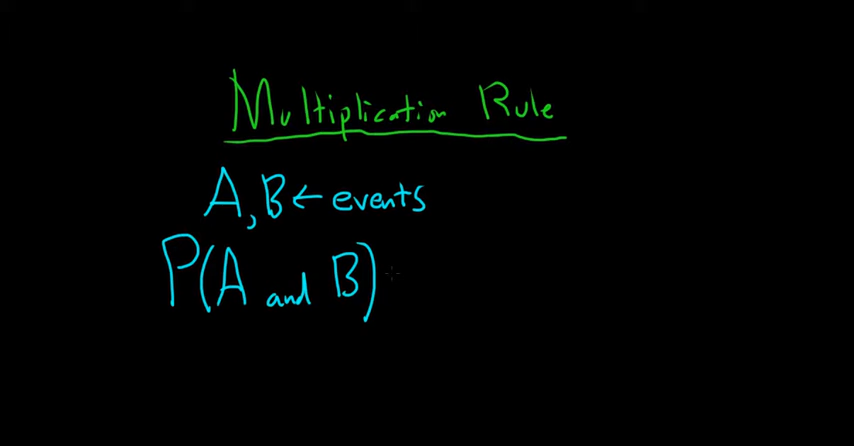 Multiplication Rule
A, B ← events
P(A and B)